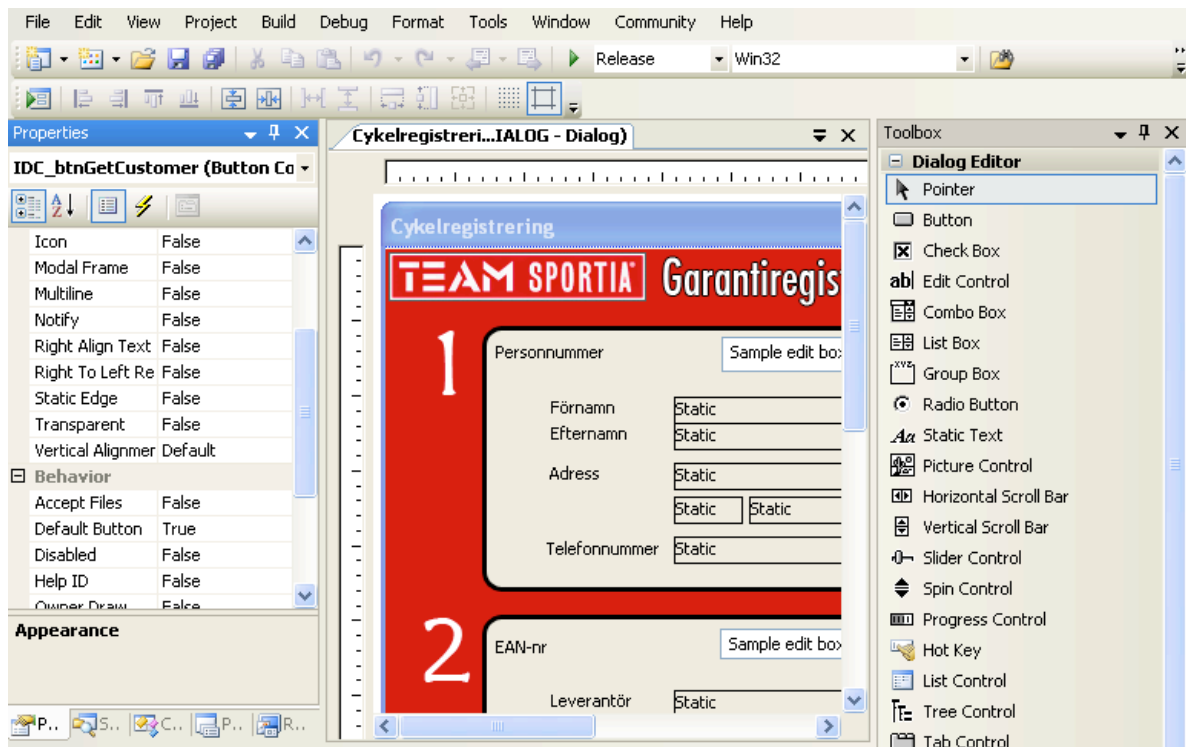 File Edit View Project Build Debug Format Tools Window Community Help
Release Win32
Properties
IDC_btnGetCustomer (Button Co
Icon False
Modal Frame False
Multiline False
Notify False
Right Align Text False
Right To Left Re False
Static Edge False
Transparent False
Vertical Alignmer Default
Behavior
Accept Files False
Default Button True
Disabled False
Help ID False
Owner Draw False
Appearance
P.. S.. C.. P.. R..
Cykelregistreri...IALOG - Dialog)
Cykelregistrering
TEAM SPORTIA Garantiregis
1
Personnummer Sample edit box
Förnamn Static
Efternamn Static
Adress Static
Static Static
Telefonnummer Static
2
EAN-nr Sample edit box
Leverantör Static
Toolbox
Dialog Editor
Pointer
Button
Check Box
ab| Edit Control
Combo Box
List Box
XYZ Group Box
Radio Button
Aa Static Text
Picture Control
Horizontal Scroll Bar
Vertical Scroll Bar
Slider Control
Spin Control
Progress Control
Hot Key
List Control
Tree Control
Tab Control